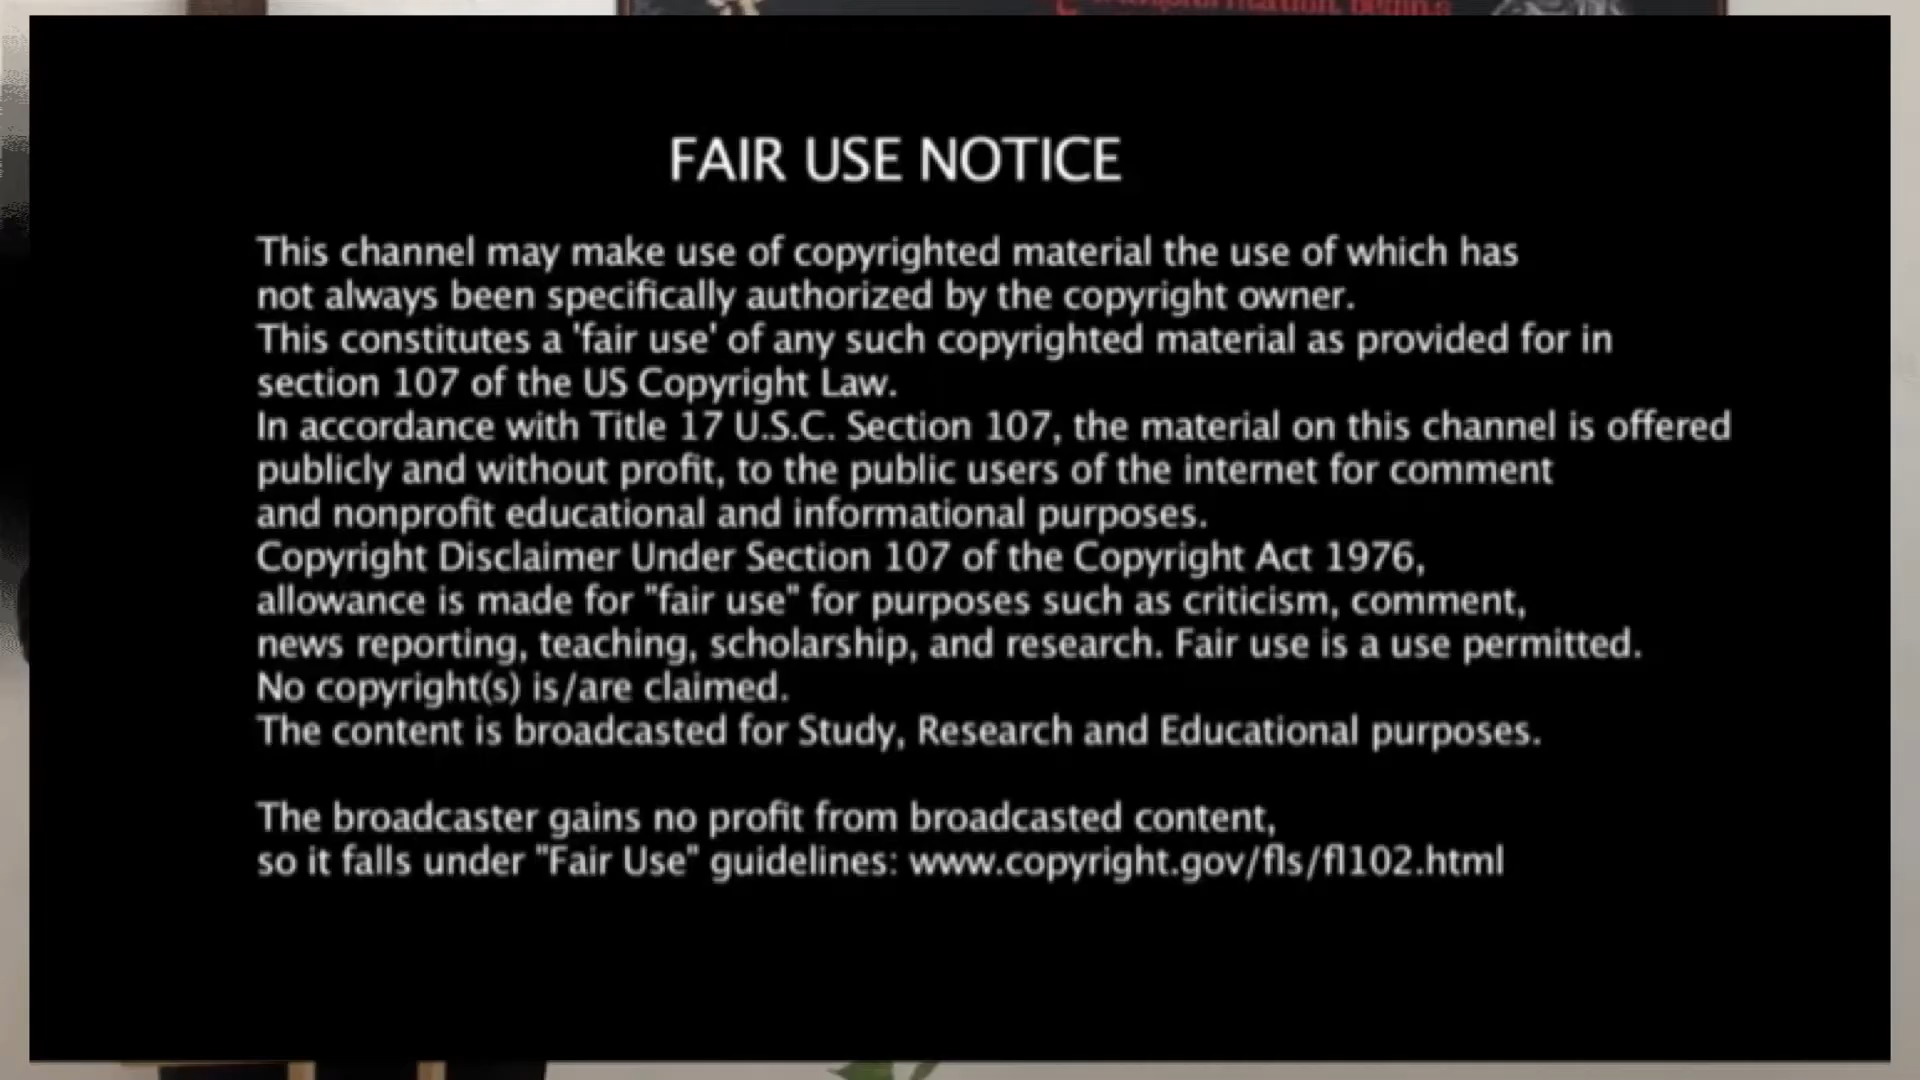 FAIR USE NOTICE
This channel may make use of copyrighted material the use of which has
not always been specifically authorized by the copyright owner.
This constitutes a 'fair use' of any such copyrighted material as provided for in
section 107 of the US Copyright Law.
In accordance with Title 17 U.S.C. Section 107, the material on this channel is offered
publicly and without profit, to the public users of the internet for comment
and nonprofit educational and informational purposes.
Copyright Disclaimer Under Section 107 of the Copyright Act 1976,
allowance is made for "fair use" for purposes such as criticism, comment,
news reporting, teaching, scholarship, and research. Fair use is a use permitted.
No copyright(s) is/are claimed.
The content is broadcasted for Study, Research and Educational purposes.
The broadcaster gains no profit from broadcasted content,
so it falls under "Fair Use" guidelines: www.copyright.gov/fls/fl102.html